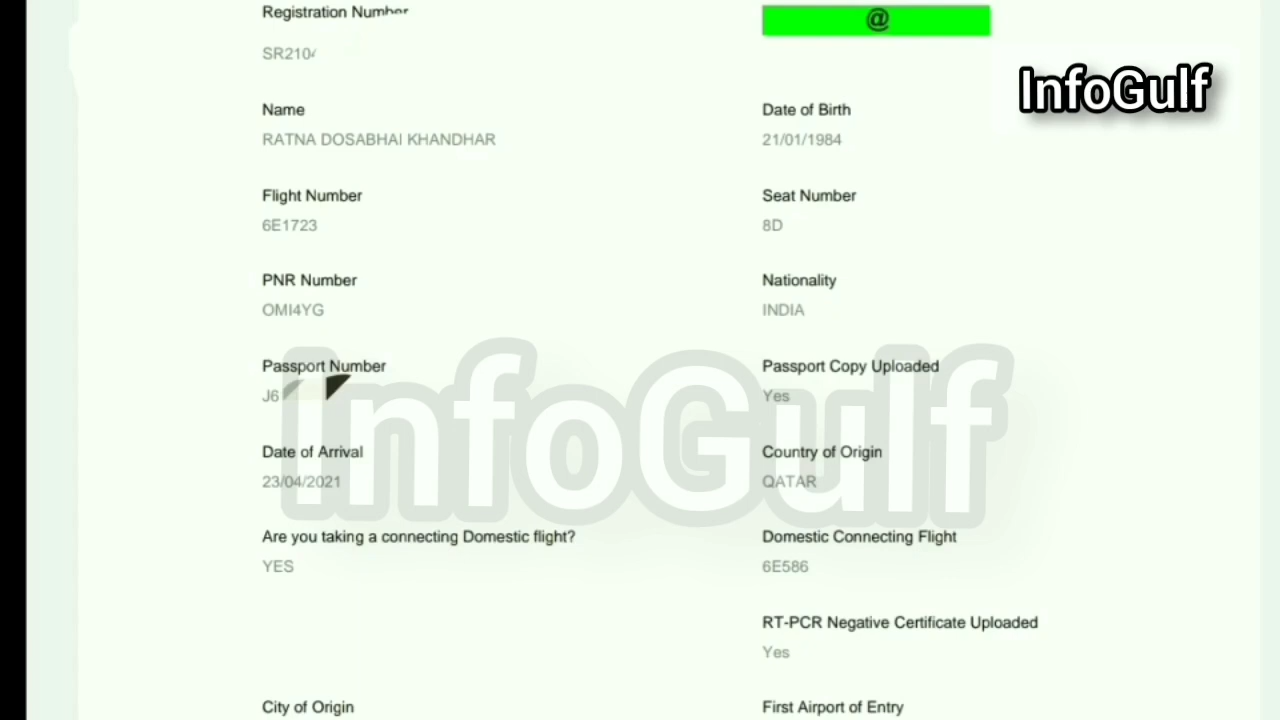 Registration Number
@
SR2104
InfoGulf
Name
Date of Birth
RATNA DOSABHAI KHANDHAR
21/01/1984
Flight Number
Seat Number
6E1723
8D
PNR Number
Nationality
OMI4YG
INDIA
Passport Number
Passport Copy Uploaded
J6
Yes
InfoGulf
Date of Arrival
Country of Origin
23/04/2021
QATAR
Are you taking a connecting Domestic flight?
Domestic Connecting Flight
YES
6E586
RT-PCR Negative Certificate Uploaded
Yes
City of Origin
First Airport of Entry